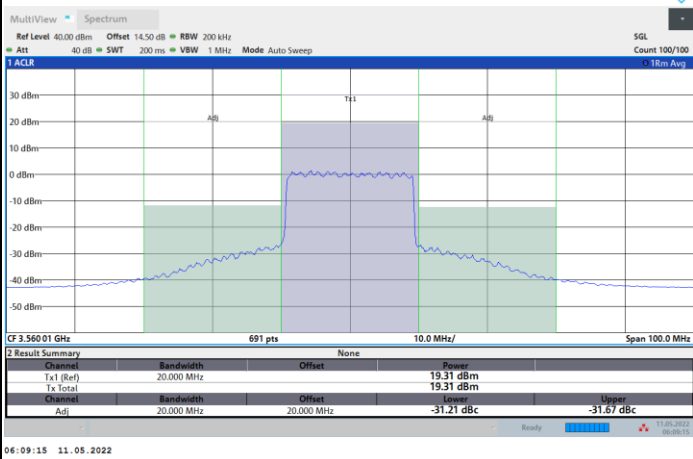 MultiView Spectrum
Ref Level 40.00 dBm Offset 14.50 dB RBW 200 kHz SGL
Att 40 dB SWT 200 ms VBW 1 MHz Mode Auto Sweep Count 100/100
1 ACLR 1Rm Avg
30 dBm
Tx1
20 dBm Adj Adj
10 dBm
0 dBm
-10 dBm
-20 dBm
-30 dBm
-40 dBm
-50 dBm
CF 3.56001 GHz 691 pts 10.0 MHz/ Span 100.0 MHz
2 Result Summary None
Channel Bandwidth Offset Power
Tx1 (Ref) 20.000 MHz 19.31 dBm
Tx Total 19.31 dBm
Channel Bandwidth Offset Lower Upper
Adj 20.000 MHz 20.000 MHz -31.21 dBc -31.67 dBc
Ready 11.05.2022
06:09:15
06:09:15 11.05.2022